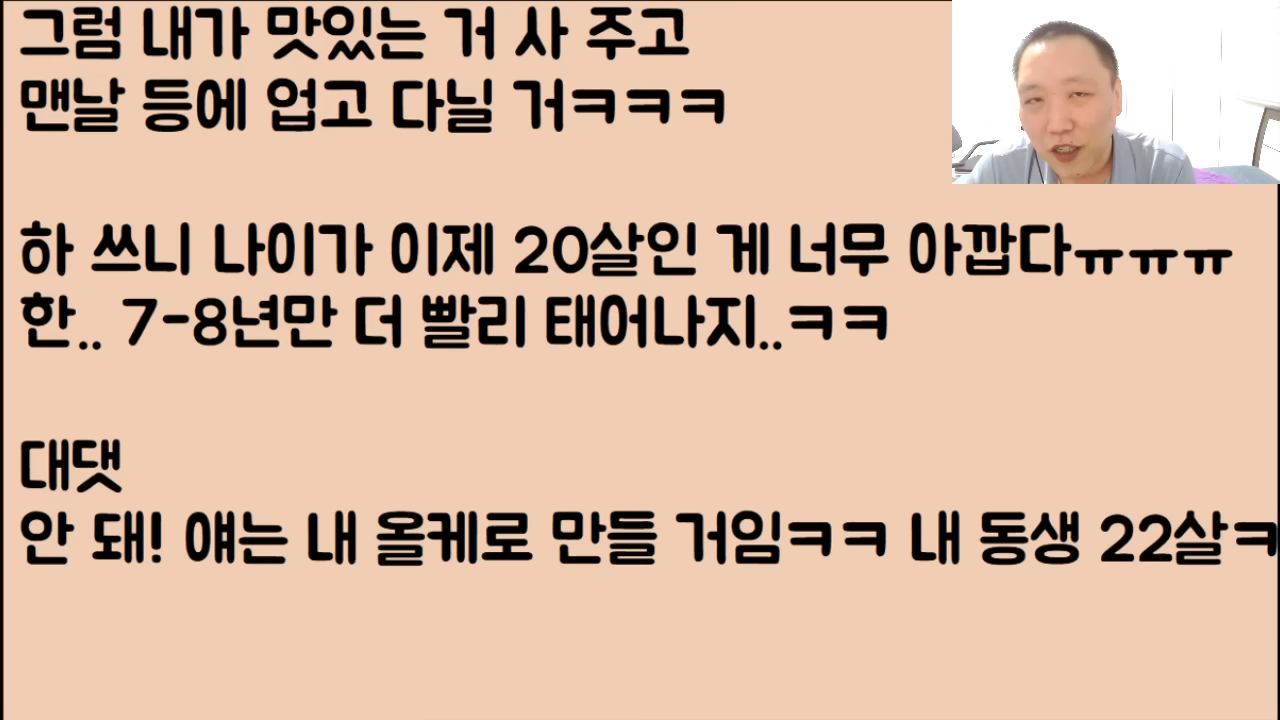 그럼 내가 맛있는 거 사 주고
맨날 등에 업고 다닐 거ㅋㅋㅋ
하 쓰니 나이가 이제 20살인 게 너무 아깝다ㅠㅠㅠ
한.. 7-8년만 더 빨리 태어나지..ㅋㅋ
대댓
안 돼! 얘는 내 올케로 만들 거임ㅋㅋ 내 동생 22살ㅋ